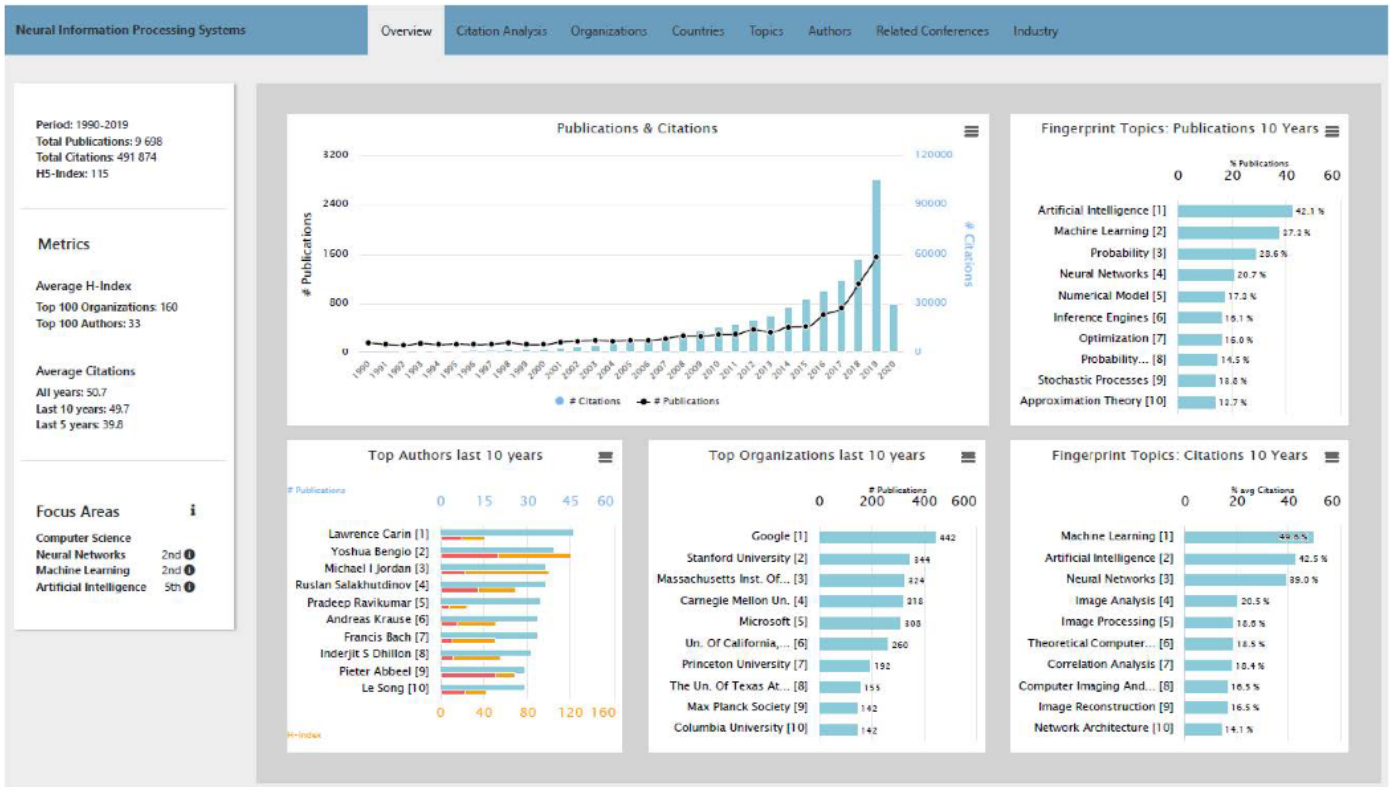 Neural Information Processing Systems
Overview Citation Analysis Organizations Countries Topics Authors Related Conferences Industry
Period: 1990-2019
Total Publications: 9 698
Total Citations: 491 874
H5-Index: 115
Metrics
Average H-Index
Top 100 Organizations: 160
Top 100 Authors: 33
Average Citations
All years: 50.7
Last 10 years: 49.7
Last 5 years: 39.8
Focus Areas i
Computer Science
Neural Networks 2nd
Machine Learning 2nd
Artificial Intelligence 5th
Publications & Citations
# Publications
3200
2400
1600
800
0
# Citations
120000
90000
60000
30000
0
1990 1991 1992 1993 1994 1995 1996 1997 1998 1999 2000 2001 2002 2003 2004 2005 2006 2007 2008 2009 2010 2011 2012 2013 2014 2015 2016 2017 2018 2019 2020
# Citations # Publications
Fingerprint Topics: Publications 10 Years
% Publications
0 20 40 60
Artificial Intelligence [1] 42.1 %
Machine Learning [2]
Probability [3] 28.6 %
Neural Networks [4] 20.7 %
Numerical Model [5]
Inference Engines [6] 16.1 %
Optimization [7] 16.0 %
Probability... [8] 14.5 %
Stochastic Processes [9]
Approximation Theory [10]
Top Authors last 10 years
# Publications
0 15 30 45 60
Lawrence Carin [1]
Yoshua Bengio [2]
Michael I Jordan [3]
Ruslan Salakhutdinov [4]
Pradeep Ravikumar [5]
Andreas Krause [6]
Francis Bach [7]
Inderjit S Dhillon [8]
Pieter Abbeel [9]
Le Song [10]
0 40 80 120 160
H-index
Top Organizations last 10 years
# Publications
0 200 400 600
Google [1] 442
Stanford University [2] 344
Massachusetts Inst. Of... [3] 324
Carnegie Mellon Un. [4] 318
Microsoft [5] 308
Un. Of California,... [6] 260
Princeton University [7] 192
The Un. Of Texas At... [8] 155
Max Planck Society [9] 142
Columbia University [10] 142
Fingerprint Topics: Citations 10 Years
% avg Citations
0 20 40 60
Machine Learning [1] 49.6 %
Artificial Intelligence [2] 42.5 %
Neural Networks [3] 39.0 %
Image Analysis [4] 20.5 %
Image Processing [5] 18.6 %
Theoretical Computer... [6] 18.5 %
Correlation Analysis [7] 18.4 %
Computer Imaging And... [8] 16.5 %
Image Reconstruction [9] 16.5 %
Network Architecture [10] 14.1 %